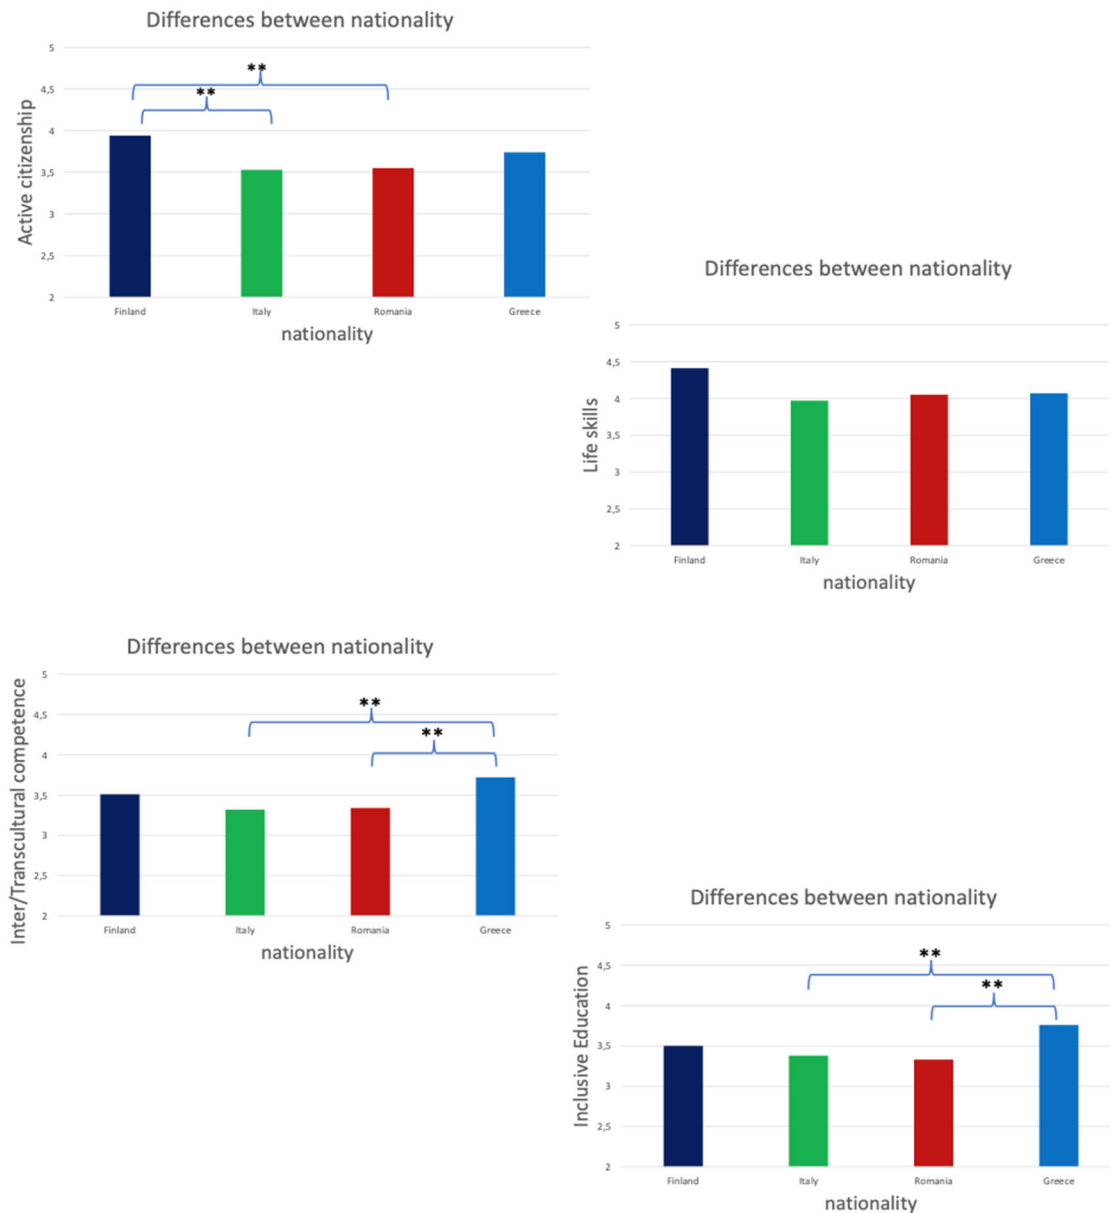 Differences between nationality
5
4,5
4
3,5
3
2,5
2
**
**
Active citizenship
Finland Italy Romania Greece
nationality
Differences between nationality
5
4,5
4
3,5
3
2,5
2
Life skills
Finland Italy Romania Greece
nationality
Differences between nationality
5
4,5
4
3,5
3
2,5
2
**
**
Inter/Transcultural competence
Finland Italy Romania Greece
nationality
Differences between nationality
5
4,5
4
3,5
3
2,5
2
**
**
Inclusive Education
Finland Italy Romania Greece
nationality